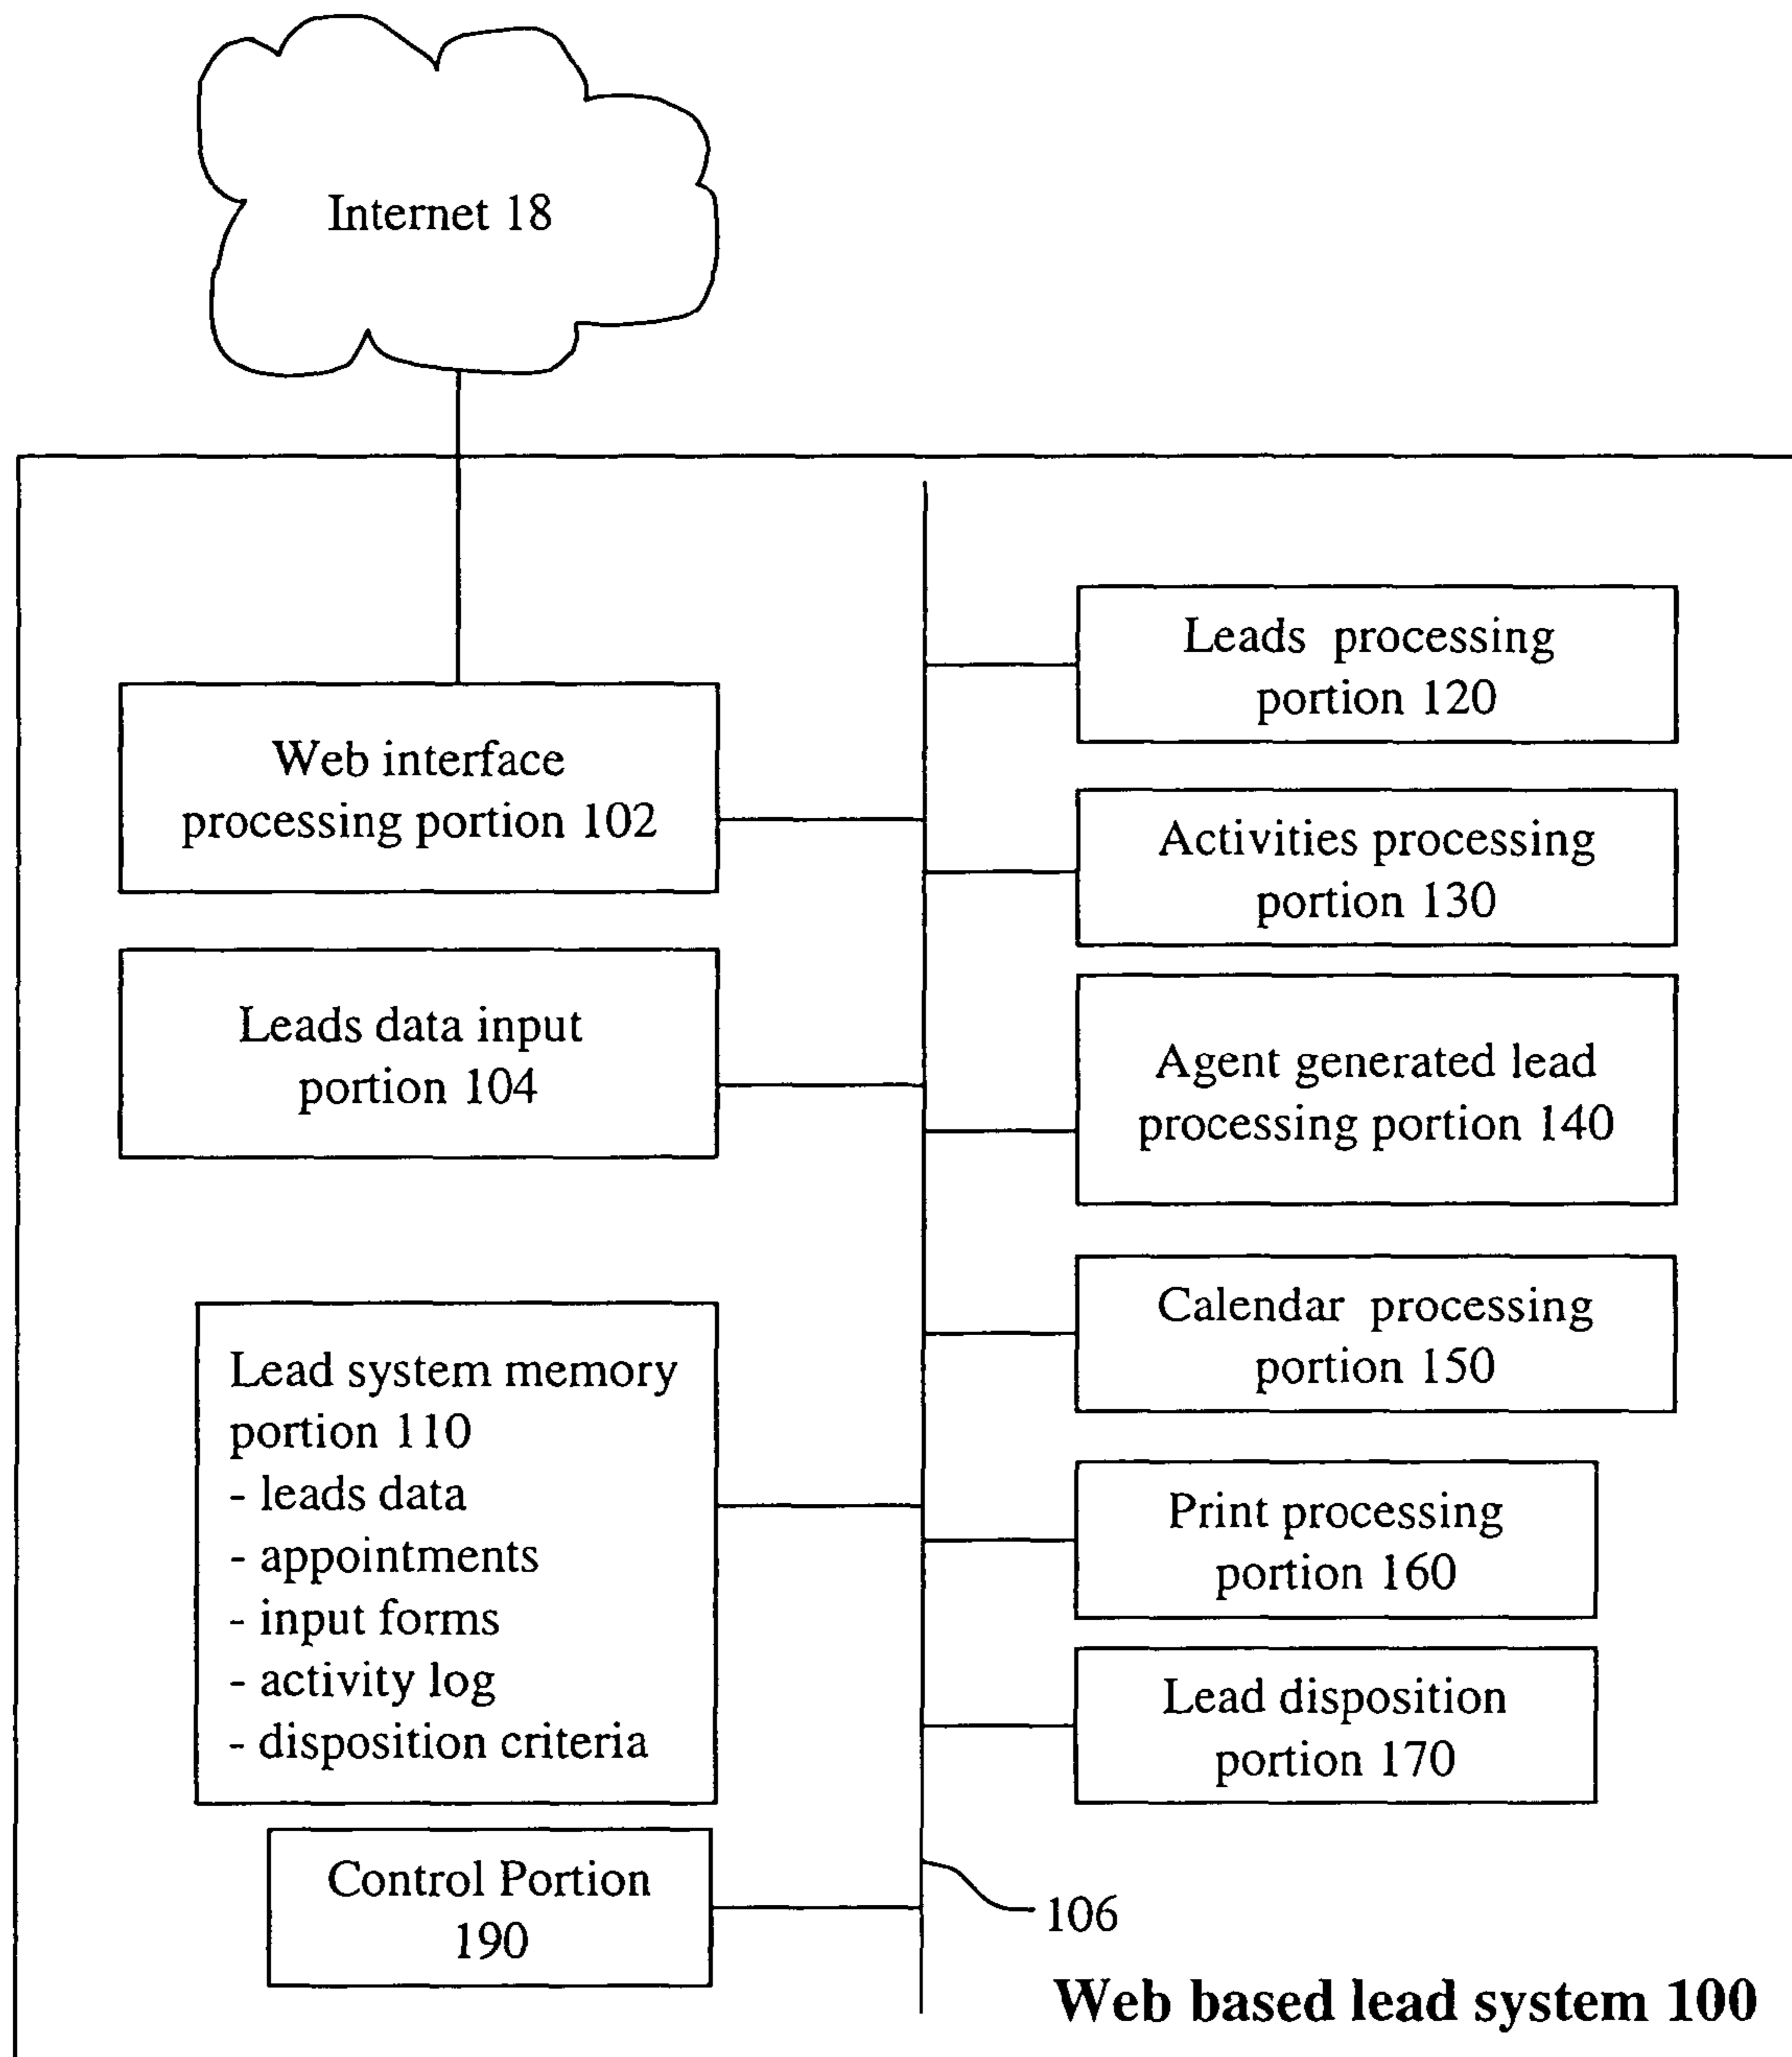 Internet 18
Web interface
processing portion 102
Leads data input
portion 104
Lead system memory
portion 110
- leads data
- appointments
- input forms
- activity log
- disposition criteria
Control Portion
190
Leads processing
portion 120
Activities processing
portion 130
Agent generated lead
processing portion 140
Calendar processing
portion 150
Print processing
portion 160
Lead disposition
portion 170
106
Web based lead system 100